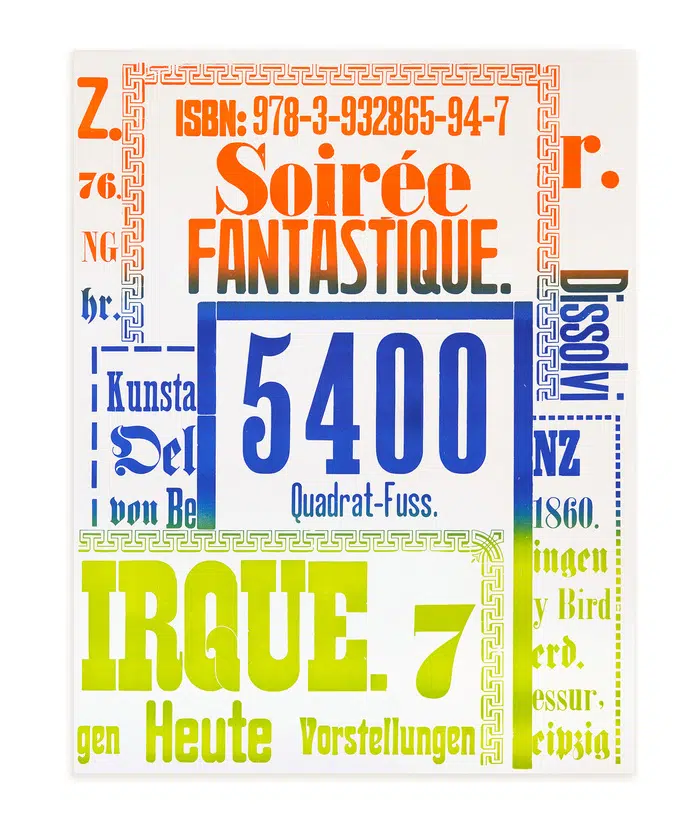 Z.
76.
NG
hr.
ISBN: 978-3-932865-94-7
Soirée
FANTASTIQUE.
r.
Dissolvi
Kunsta
Oel
von Be
5400
Quadrat-Fuss.
NZ
1860.
ingen
y Bird
erd.
essur,
eipzig
IRQUE. 7
gen Heute Vorstellungen